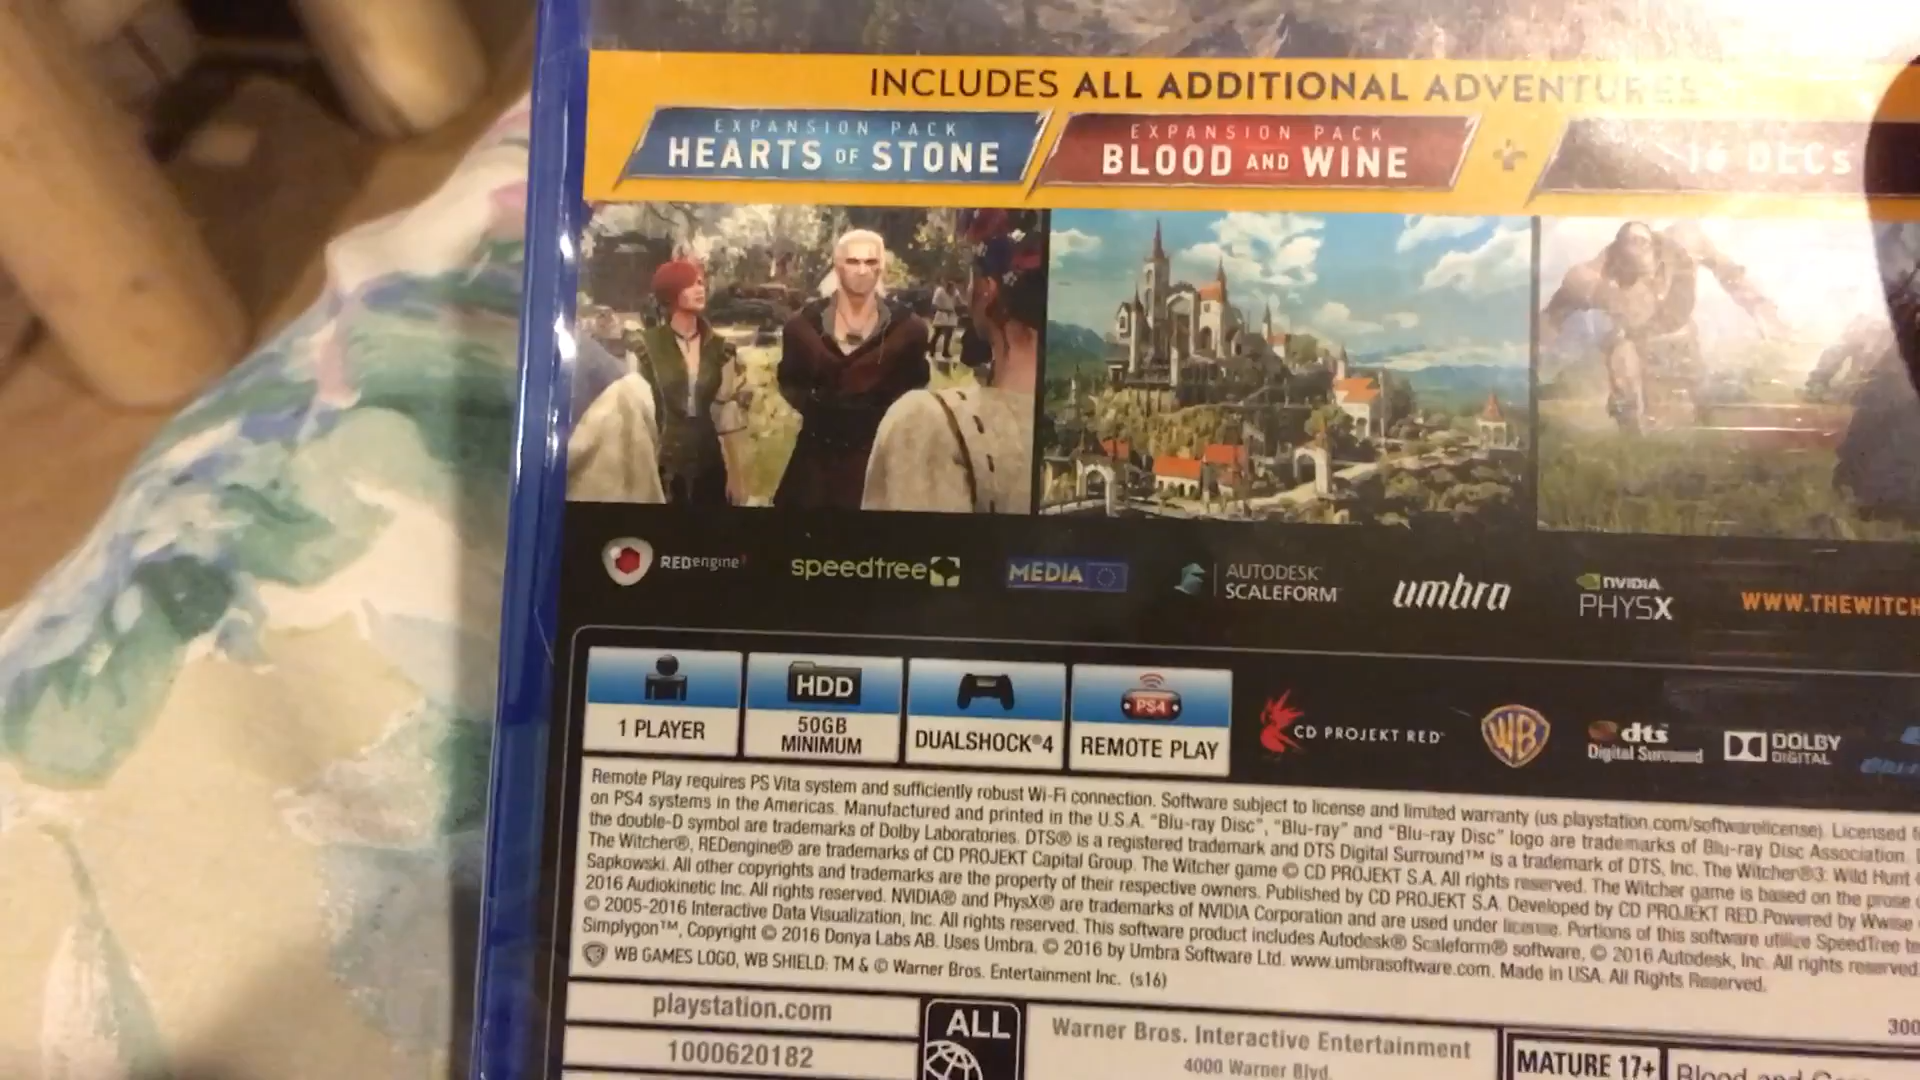 INCLUDES ALL ADDITIONAL ADVENTURES
EXPANSION PACK
HEARTS OF STONE
EXPANSION PACK
BLOOD AND WINE
+
16 DLCs
REDengine
speedtree
MEDIA
AUTODESK
SCALEFORM
umbra
NVIDIA
PHYSX
WWW.THEWITCH
1 PLAYER
HDD
50GB
MINIMUM
DUALSHOCK®4
PS4
REMOTE PLAY
CD PROJEKT RED
WB
dts
Digital Surround
DOLBY
DIGITAL
Remote Play requires PS Vita system and sufficiently robust Wi-Fi connection. Software subject to license and limited warranty (us.playstation.com/softwarelicense). Licensed
on PS4 systems in the Americas. Manufactured and printed in the U.S.A. "Blu-ray Disc", "Blu-ray" and "Blu-ray Disc" logo are trademarks of Blu-ray Disc Association.
the double-D symbol are trademarks of Dolby Laboratories. DTS® is a registered trademark and DTS Digital Surround™ is a trademark of DTS, Inc. The Witcher®3: Wild Hunt
The Witcher®, REDengine® are trademarks of CD PROJEKT Capital Group. The Witcher game © CD PROJEKT S.A. All rights reserved. The Witcher game is based on the prose
Sapkowski. All other copyrights and trademarks are the property of their respective owners. Published by CD PROJEKT S.A. Developed by CD PROJEKT RED.Powered by Wwise
2016 Audiokinetic Inc. All rights reserved. NVIDIA® and PhysX® are trademarks of NVIDIA Corporation and are used under license. Portions of this software utilize SpeedTree
© 2005-2016 Interactive Data Visualization, Inc. All rights reserved. This software product includes Autodesk® Scaleform® software, © 2016 Autodesk, Inc. All rights reserved.
Simplygon™, Copyright © 2016 Donya Labs AB. Uses Umbra. © 2016 by Umbra Software Ltd. www.umbrasoftware.com. Made in USA. All Rights Reserved.
WB GAMES LOGO, WB SHIELD: TM & © Warner Bros. Entertainment Inc. (s16)
300
playstation.com
1000620182
ALL
Warner Bros. Interactive Entertainment
4000 Warner Blvd.
MATURE 17+
Blood and